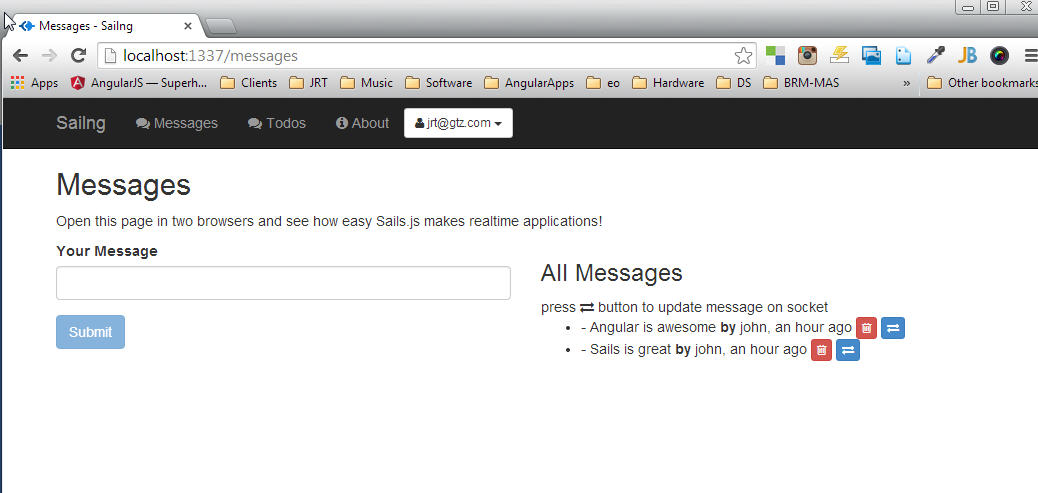 Messages - Sailng
localhost:1337/messages
Apps AngularJS — Superh... Clients JRT Music Software AngularApps eo Hardware DS BRM-MAS » Other bookmarks
JB
Sailng Messages Todos About jrt@gtz.com
Messages
Open this page in two browsers and see how easy Sails.js makes realtime applications!
Your Message
Submit
All Messages
press button to update message on socket
- Angular is awesome by john, an hour ago
- Sails is great by john, an hour ago